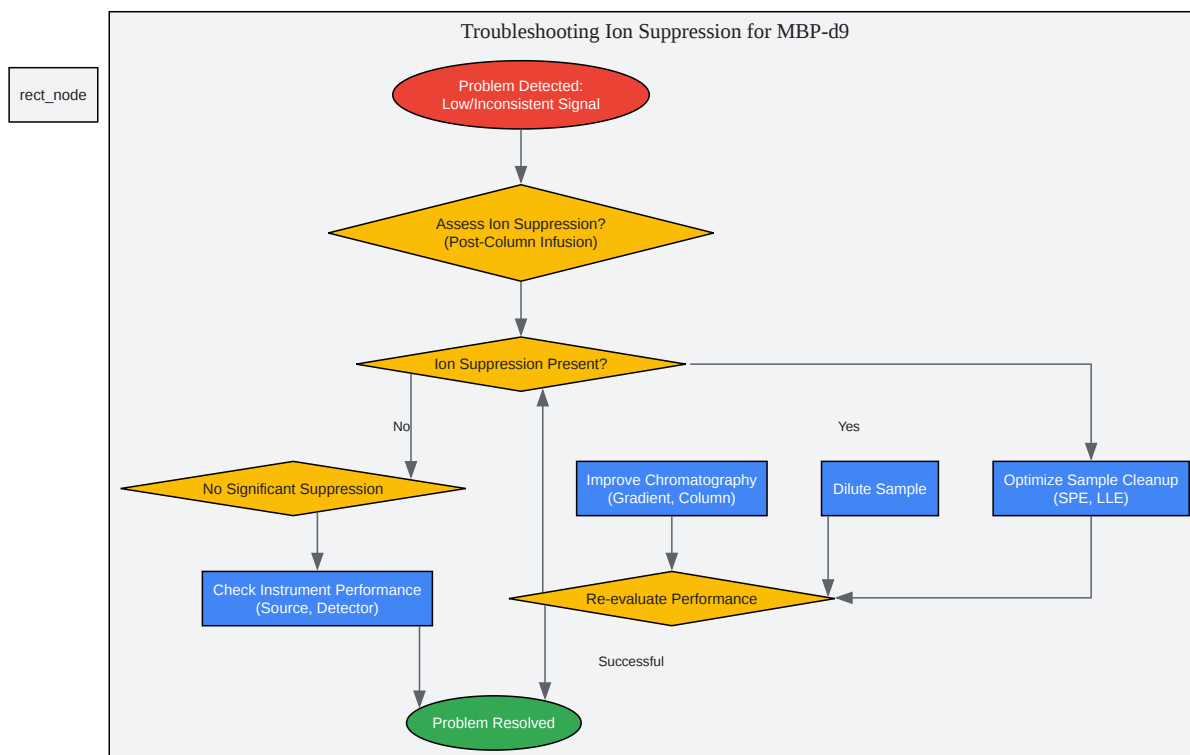 Troubleshooting Ion Suppression for MBP-d9
rect_node
Problem Detected:
Low/Inconsistent Signal
Assess Ion Suppression?
(Post-Column Infusion)
Ion Suppression Present?
No
Yes
No Significant Suppression
Improve Chromatography
(Gradient, Column)
Dilute Sample
Optimize Sample Cleanup
(SPE, LLE)
Check Instrument Performance
(Source, Detector)
Re-evaluate Performance
Successful
Problem Resolved